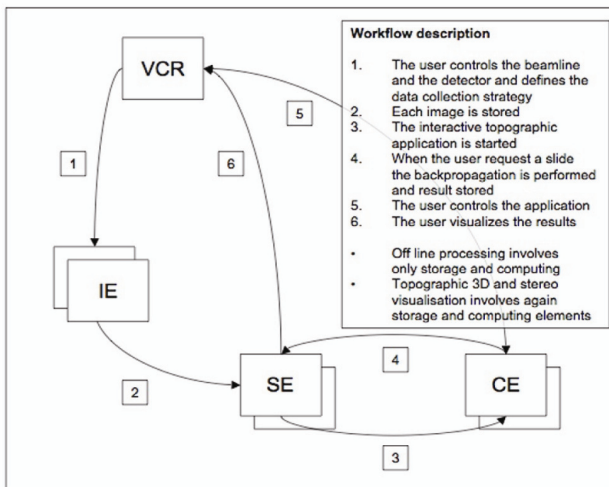 VCR
1
6
5
IE
2
SE
4
CE
3
Workflow description
1. The user controls the beamline
and the detector and defines the
data collection strategy
2. Each image is stored
3. The interactive topographic
application is started
4. When the user request a slide
the backpropagation is performed
and result stored
5. The user controls the application
6. The user visualizes the results
• Off line processing involves
only storage and computing
• Topographic 3D and stereo
visualisation involves again
storage and computing elements